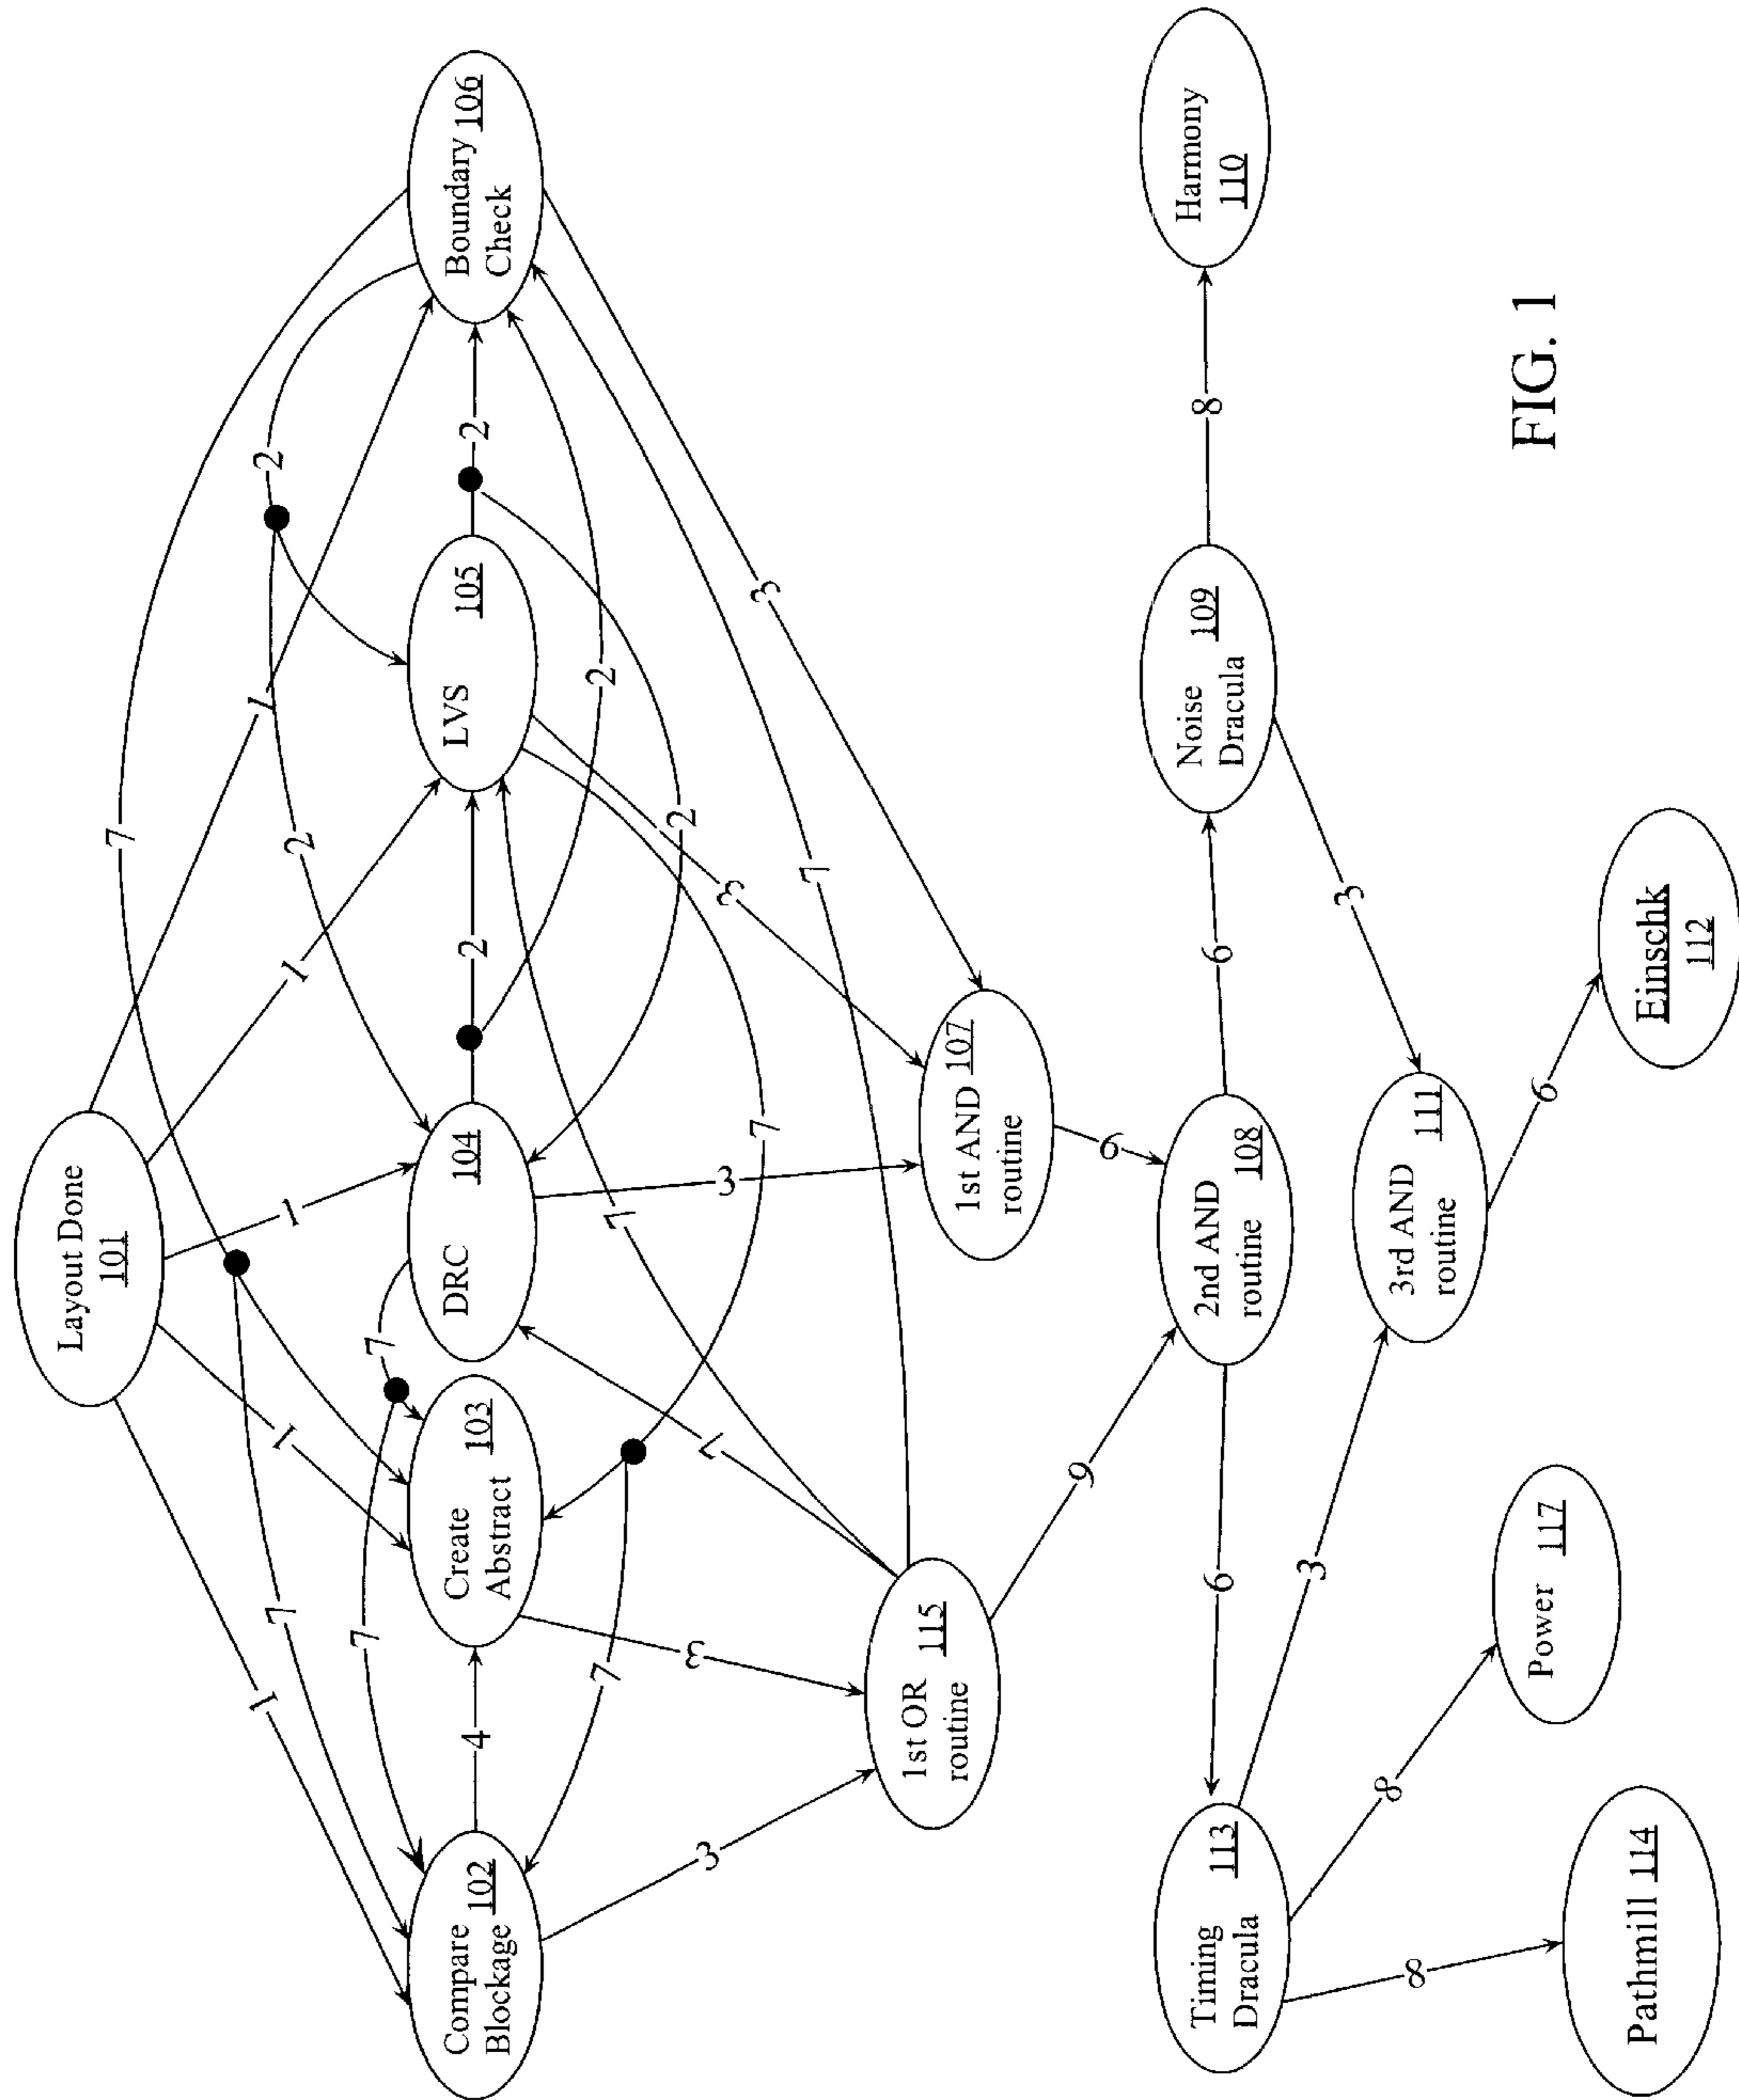 Layout Done
101
7
1
1
1
1
1
2
7
2
7
7
Compare
Blockage 102
4
Create
Abstract 103
DRC 104
2
LVS 105
2
Boundary 106
Check
7
2
7
2
3
3
7
3
3
7
3
7
1st OR 115
routine
1st AND 107
routine
9
6
Timing 113
Dracula
6
2nd AND
routine 108
6
Noise 109
Dracula
8
Harmony
110
3
3
8
8
3rd AND 111
routine
6
Power 117
Pathmill 114
Einschk
112
FIG. 1